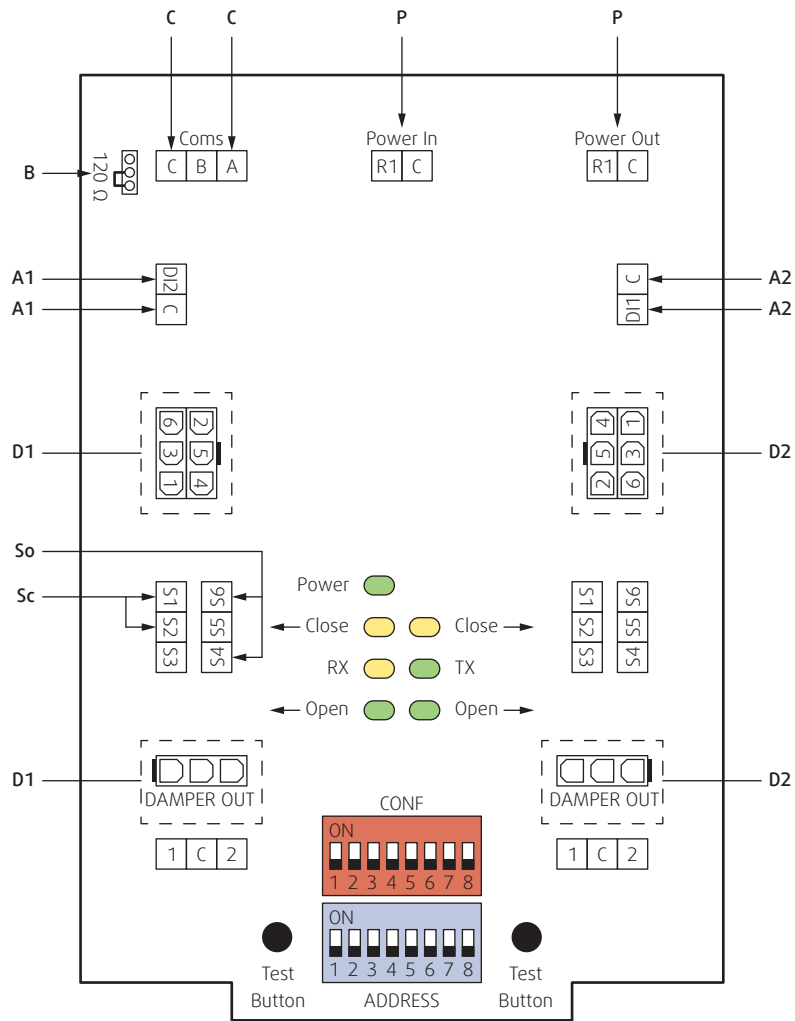 C C P P
Coms Power In Power Out
C B A R1 C R1 C
B 120 Ω
A1 DI2 C A2
A1 C DI1 A2
6 2 4 1
D1 3 5 5 3 D2
1 4 2 6
So
Power
Sc S1 S6 S1 S6
S2 S5 Close Close S2 S5
S3 S4 RX TX S3 S4
Open Open
D1 D2
DAMPER OUT DAMPER OUT
CONF
1 C 2 ON 1 C 2
1 2 3 4 5 6 7 8
ON
1 2 3 4 5 6 7 8
Test Test
Button ADDRESS Button